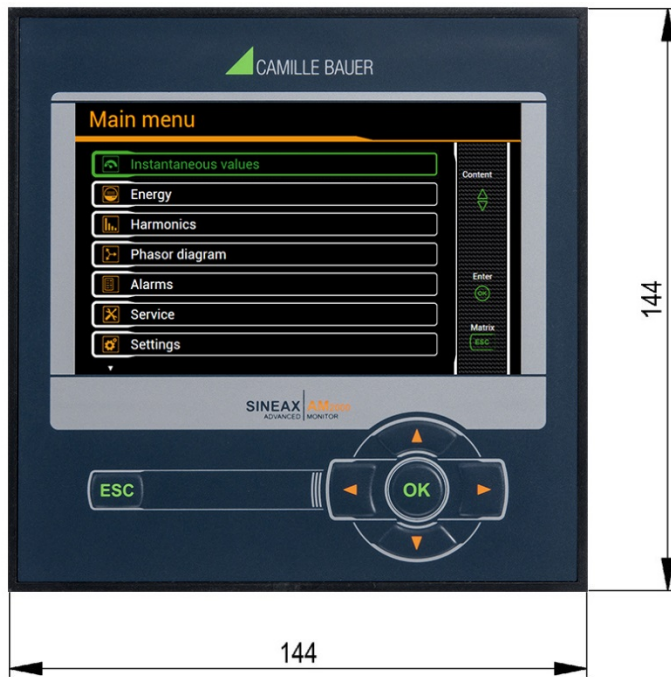 CAMILLE BAUER
Main menu
Instantaneous values
Energy
Harmonics
Phasor diagram
Alarms
Service
Settings
Content
Enter
OK
Matrix
ESC
SINEAX
ADVANCED MONITOR
ESC
OK
144
144